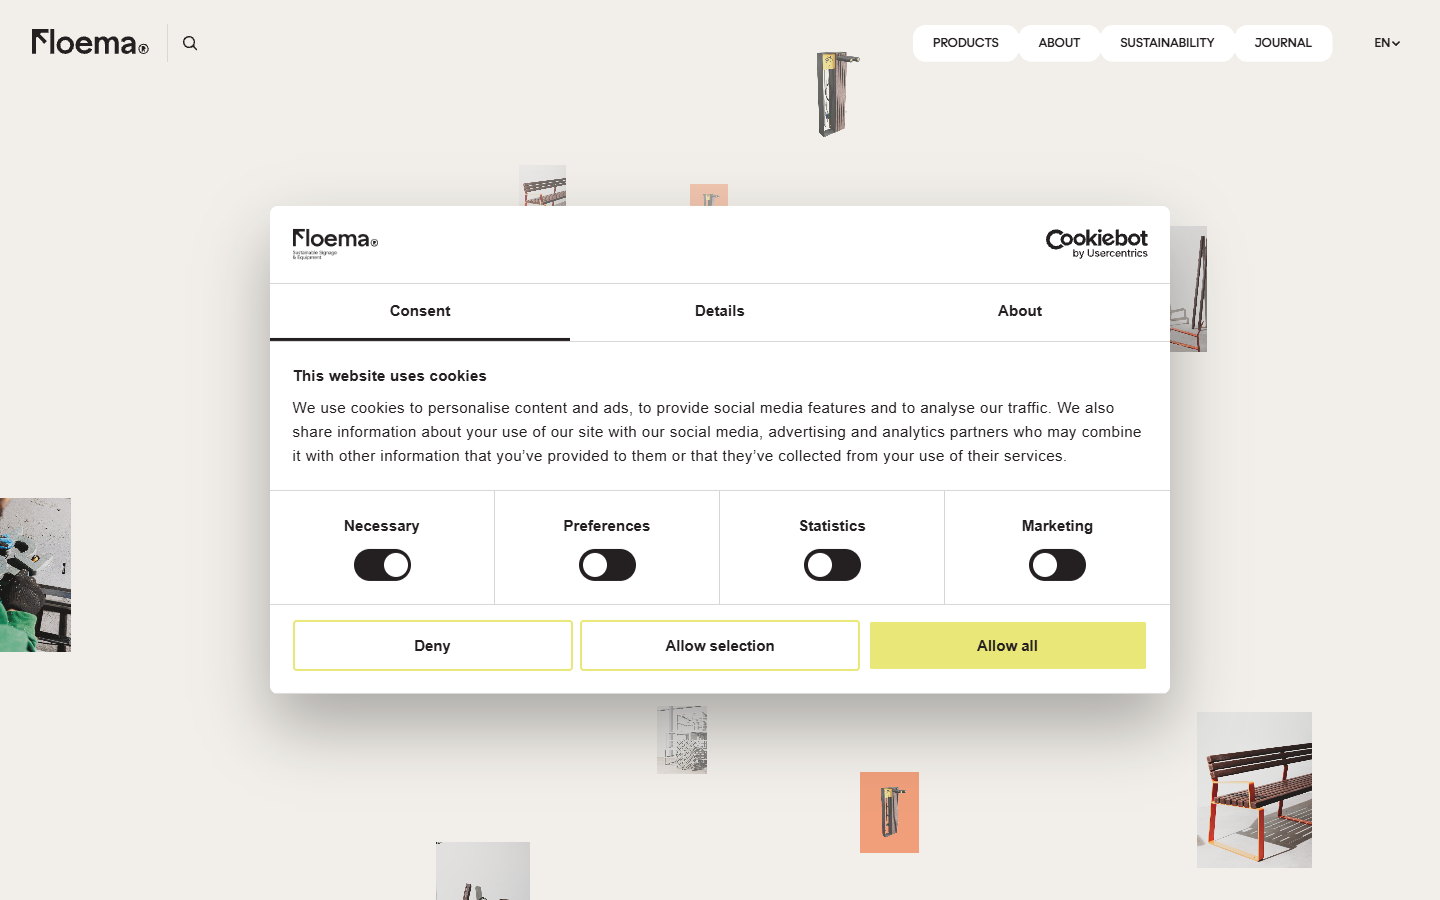 Floema®
PRODUCTS
ABOUT
SUSTAINABILITY
JOURNAL
EN
Floema®
Sustainable Signage
& Equipment
Cookiebot
by Usercentrics
Consent
Details
About
This website uses cookies
We use cookies to personalise content and ads, to provide social media features and to analyse our traffic. We also
share information about your use of our site with our social media, advertising and analytics partners who may combine
it with other information that you’ve provided to them or that they’ve collected from your use of their services.
Necessary
Preferences
Statistics
Marketing
Deny
Allow selection
Allow all